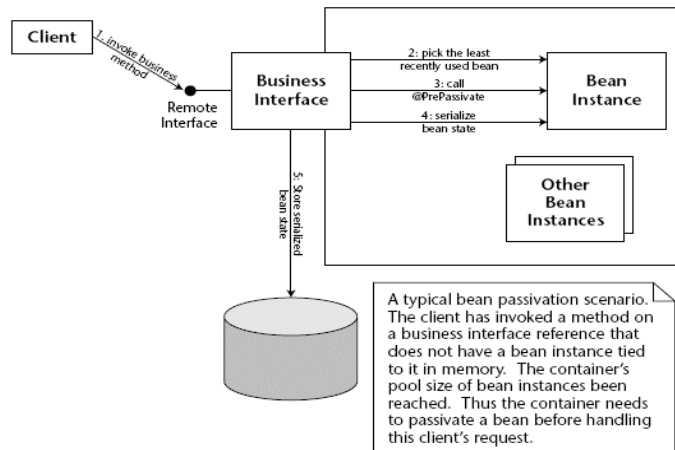 Client
1. invoke business
method
Remote
Interface
Business
Interface
2: pick the least
recently used bean
3: call
@PrePassivate
4: serialize
bean state
Bean
Instance
Other
Bean
Instances
5: Store serialized
bean state
A typical bean passivation scenario.
The client has invoked a method on
a business interface reference that
does not have a bean instance tied
to it in memory. The container's
pool size of bean instances been
reached. Thus the container needs
to passivate a bean before handling
this client's request.